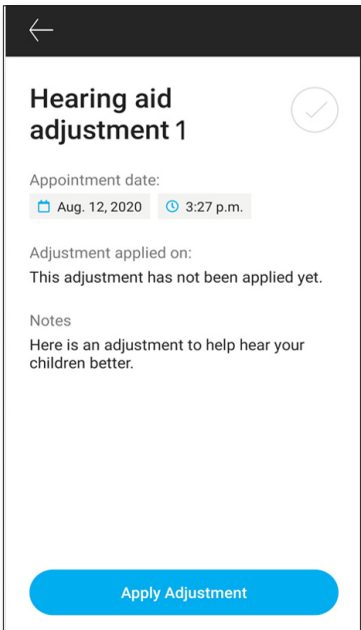 Hearing aid
adjustment 1
Appointment date:
Aug. 12, 2020 3:27 p.m.
Adjustment applied on:
This adjustment has not been applied yet.
Notes
Here is an adjustment to help hear your
children better.
Apply Adjustment